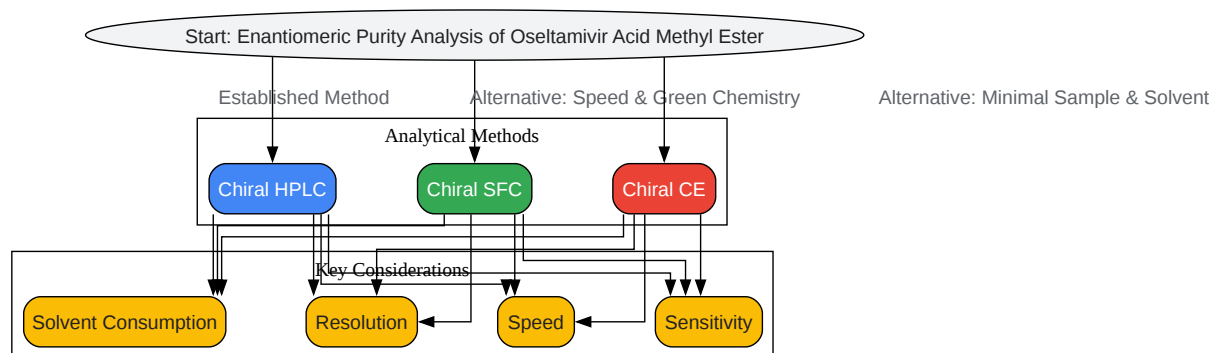 Start: Enantiomeric Purity Analysis of Oseltamivir Acid Methyl Ester
Established Method
Alternative: Speed & Green Chemistry
Alternative: Minimal Sample & Solvent
Analytical Methods
Chiral HPLC
Chiral SFC
Chiral CE
Key Considerations
Solvent Consumption
Resolution
Speed
Sensitivity